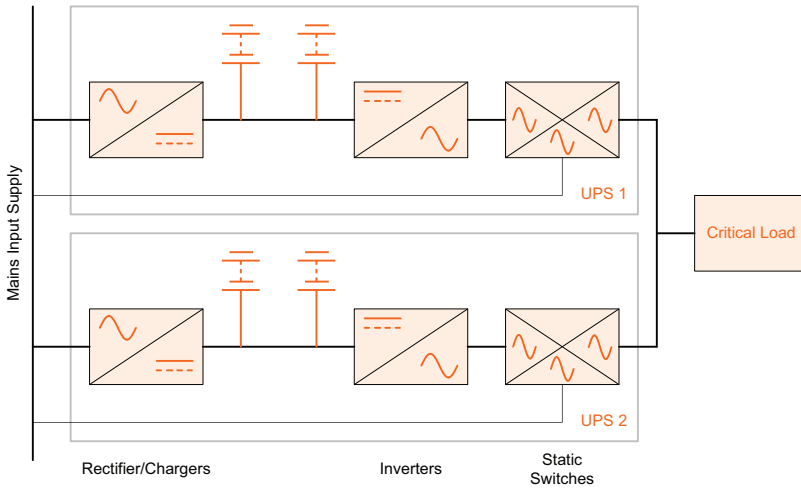 Mains Input Supply
UPS 1
Critical Load
UPS 2
Rectifier/Chargers
Inverters
Static
Switches